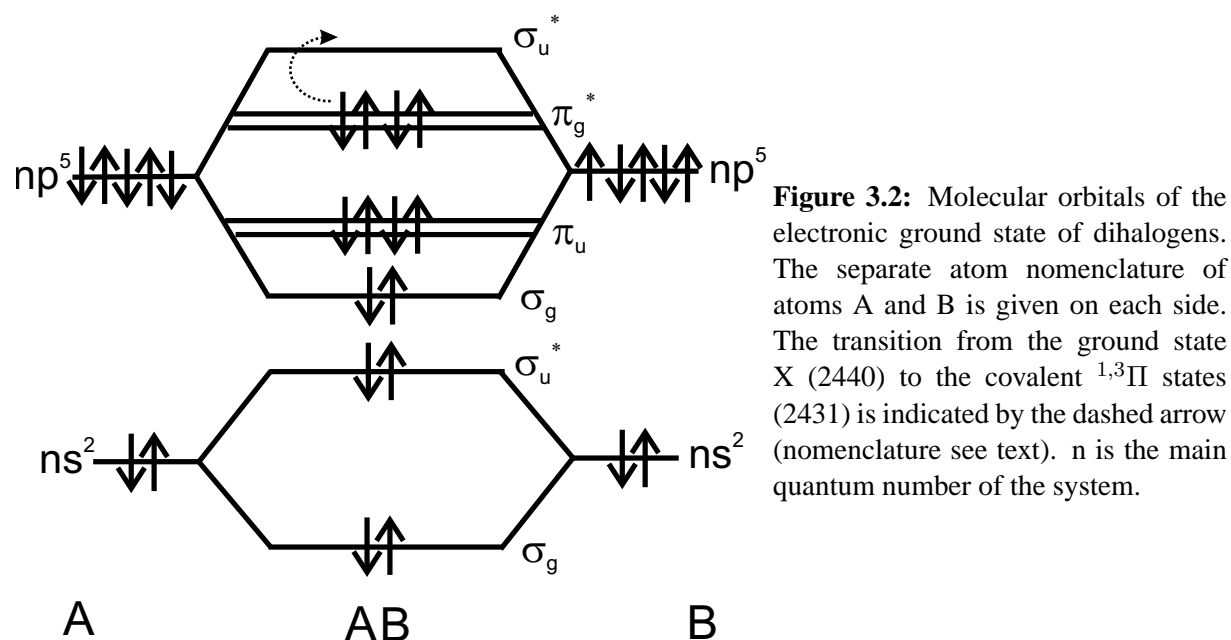 σu*
πg*
np5
np5
πu
σg
σu*
ns2
ns2
σg
A
AB
B
Figure 3.2: Molecular orbitals of the
electronic ground state of dihalogens.
The separate atom nomenclature of
atoms A and B is given on each side.
The transition from the ground state
X (2440) to the covalent 1,3Π states
(2431) is indicated by the dashed arrow
(nomenclature see text). n is the main
quantum number of the system.